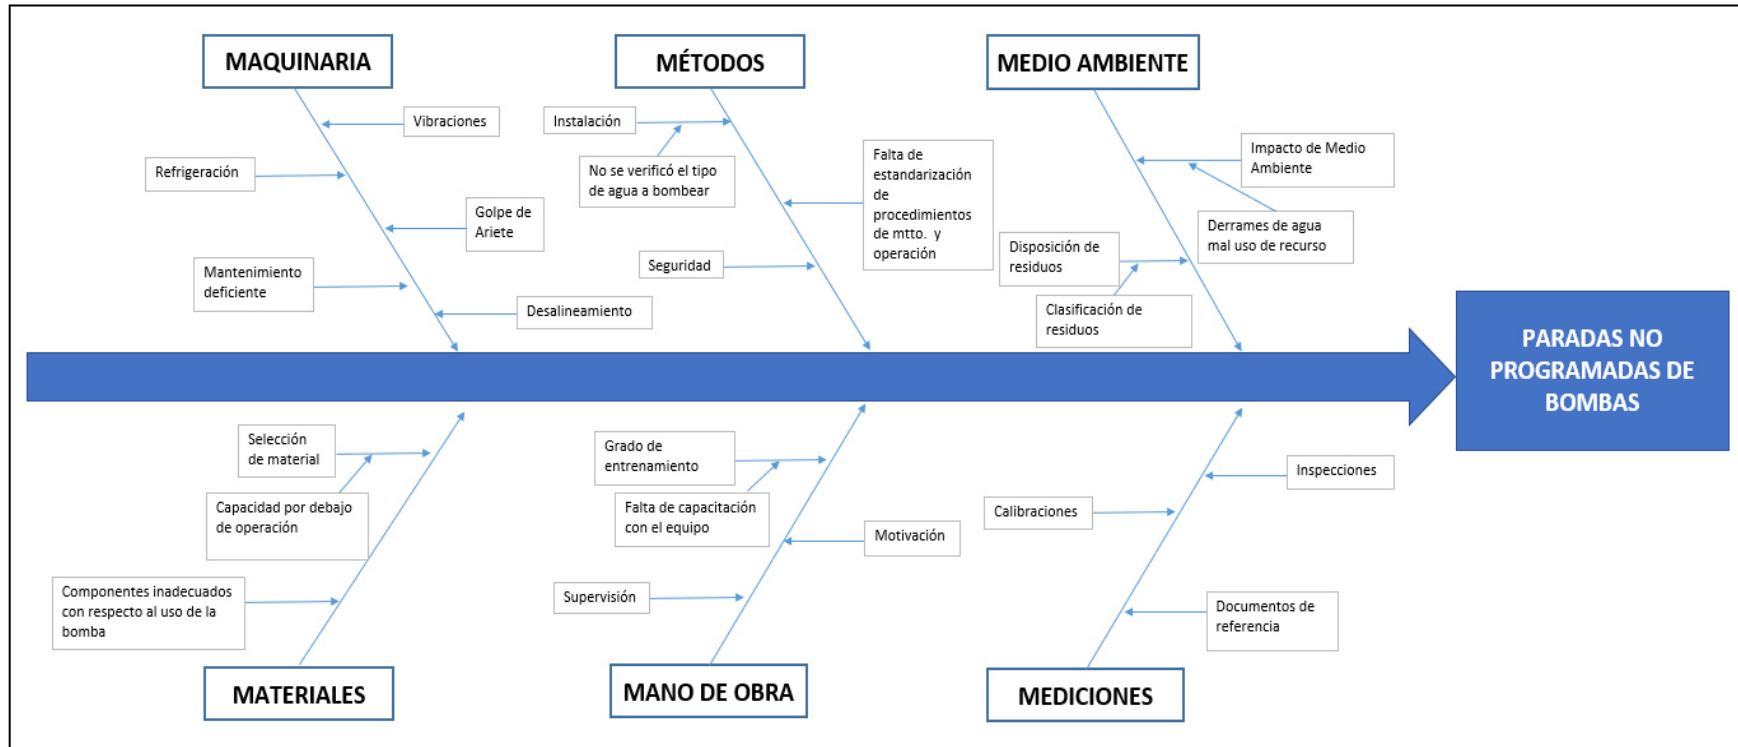 MAQUINARIA
MÉTODOS
MEDIO AMBIENTE
Vibraciones
Refrigeración
Golpe de
Ariete
Mantenimiento
deficiente
Desalineamiento
Instalación
No se verificó el tipo
de agua a bombear
Falta de
estandarización
de
procedimientos
de mtto. y
operación
Seguridad
Impacto de Medio
Ambiente
Derrames de agua
mal uso de recurso
Disposición de
residuos
Clasificación de
residuos
PARADAS NO
PROGRAMADAS DE
BOMBAS
Selección
de material
Capacidad por debajo
de operación
Componentes inadecuados
con respecto al uso de la
bomba
Grado de
entrenamiento
Falta de capacitación
con el equipo
Motivación
Supervisión
Inspecciones
Calibraciones
Documentos de
referencia
MATERIALES
MANO DE OBRA
MEDICIONES